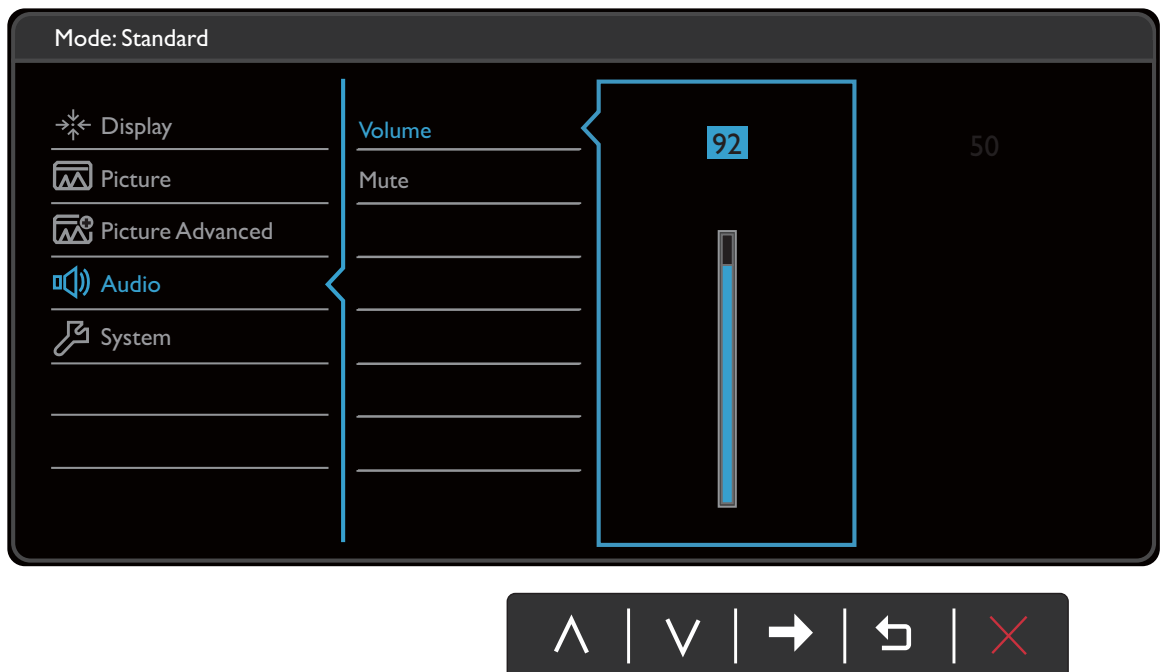 Mode: Standard
Display
Picture
Picture Advanced
Audio
System
Volume
Mute
92
50